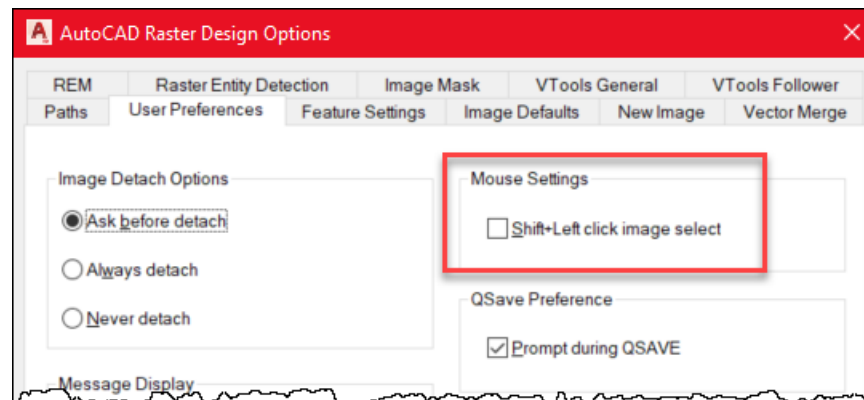 AutoCAD Raster Design Options
REM Raster Entity Detection Image Mask VTools General VTools Follower
Paths User Preferences Feature Settings Image Defaults New Image Vector Merge
Image Detach Options
Ask before detach
Always detach
Never detach
Mouse Settings
Shift+Left click image select
QSave Preference
Prompt during QSAVE
Message Display